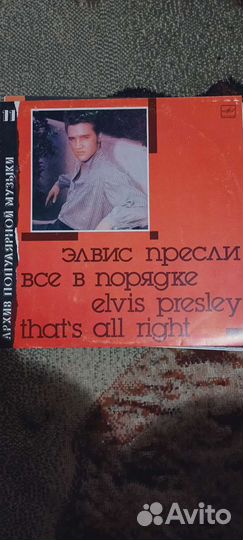 11
АРХИВ ПОПУЛЯРНОЙ МУЗЫКИ
элвис пресли
все в порядке
elvis presley
that's all right
Avito